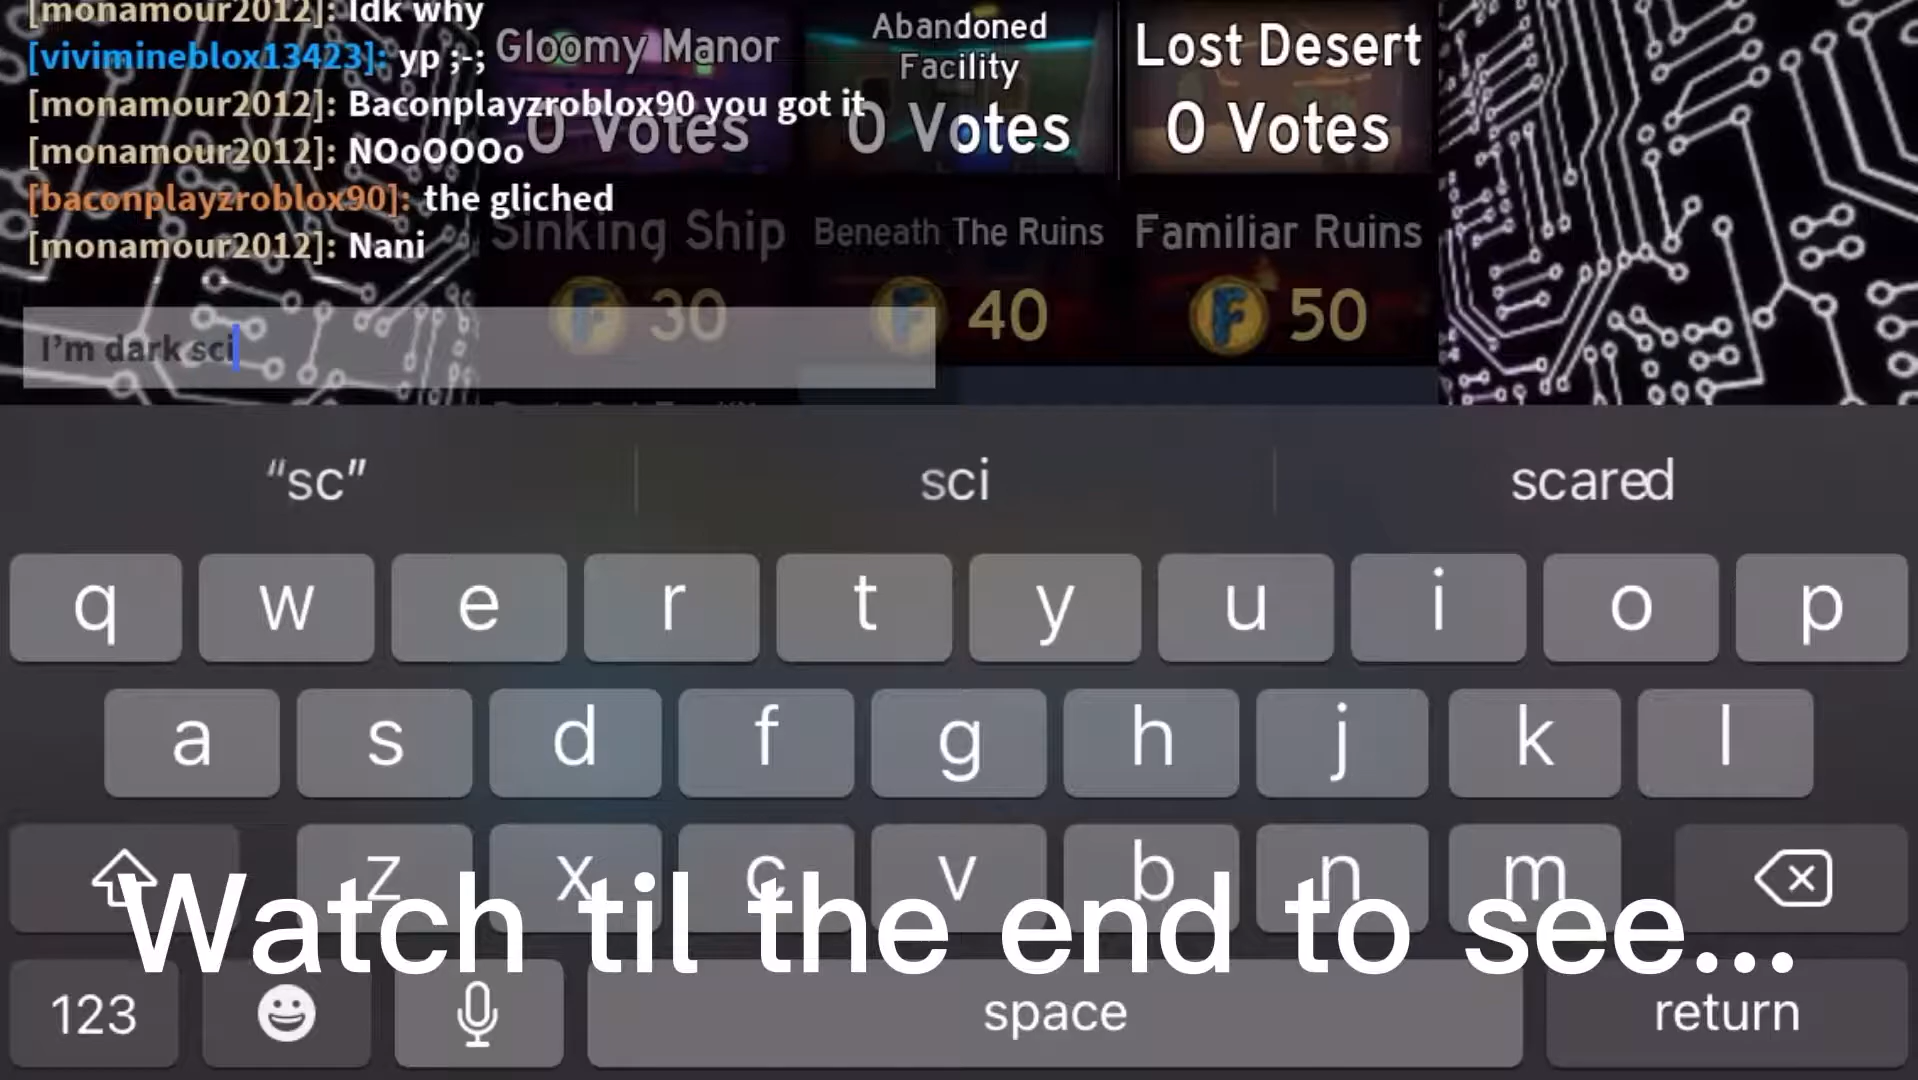 [monamour2012]: Idk why
[vivimineblox13423]: yp ;-;
[monamour2012]: Baconplayzroblox90 you got it
[monamour2012]: NOoOOOo
[baconplayzroblox90]: the gliched
[monamour2012]: Nani
Gloomy Manor
0 Votes
Abandoned
Facility
0 Votes
Lost Desert
0 Votes
Sinking Ship
30
Beneath The Ruins
40
Familiar Ruins
50
I'm dark sci
"sc"
sci
scared
q w e r t y u i o p
a s d f g h j k l
z x c v b n m
Watch til the end to see...
123
space
return